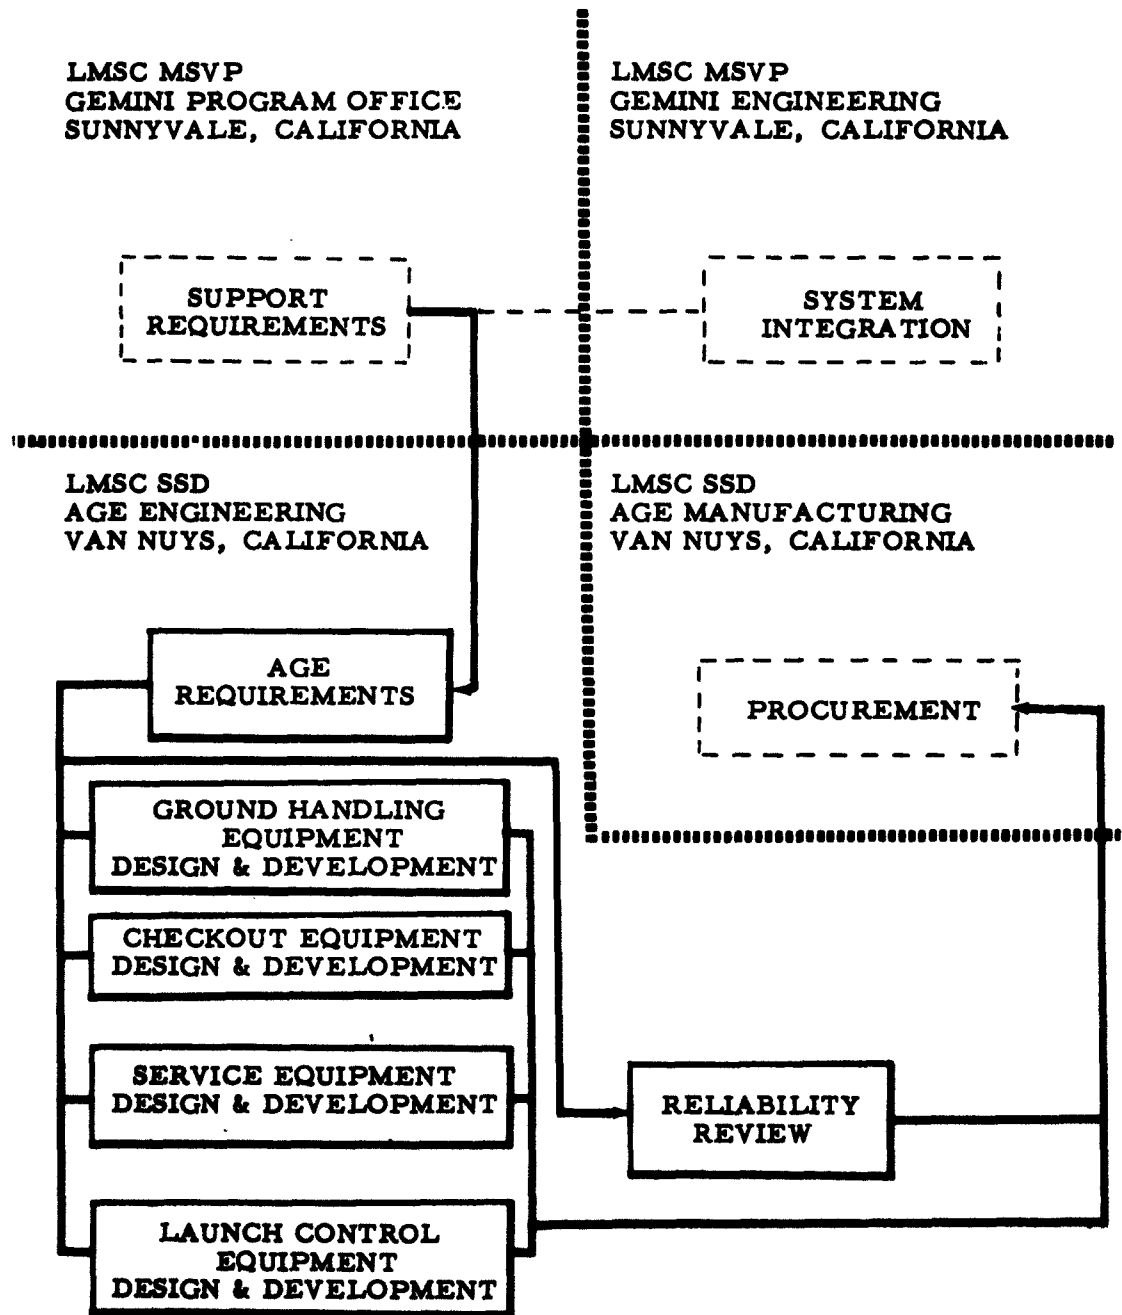 LMSC MSVP
GEMINI PROGRAM OFFICE
SUNNYVALE, CALIFORNIA
LMSC MSVP
GEMINI ENGINEERING
SUNNYVALE, CALIFORNIA
SUPPORT
REQUIREMENTS
SYSTEM
INTEGRATION
LMSC SSD
AGE ENGINEERING
VAN NUYS, CALIFORNIA
LMSC SSD
AGE MANUFACTURING
VAN NUYS, CALIFORNIA
AGE
REQUIREMENTS
PROCUREMENT
GROUND HANDLING
EQUIPMENT
DESIGN & DEVELOPMENT
CHECKOUT EQUIPMENT
DESIGN & DEVELOPMENT
SERVICE EQUIPMENT
DESIGN & DEVELOPMENT
RELIABILITY
REVIEW
LAUNCH CONTROL
EQUIPMENT
DESIGN & DEVELOPMENT